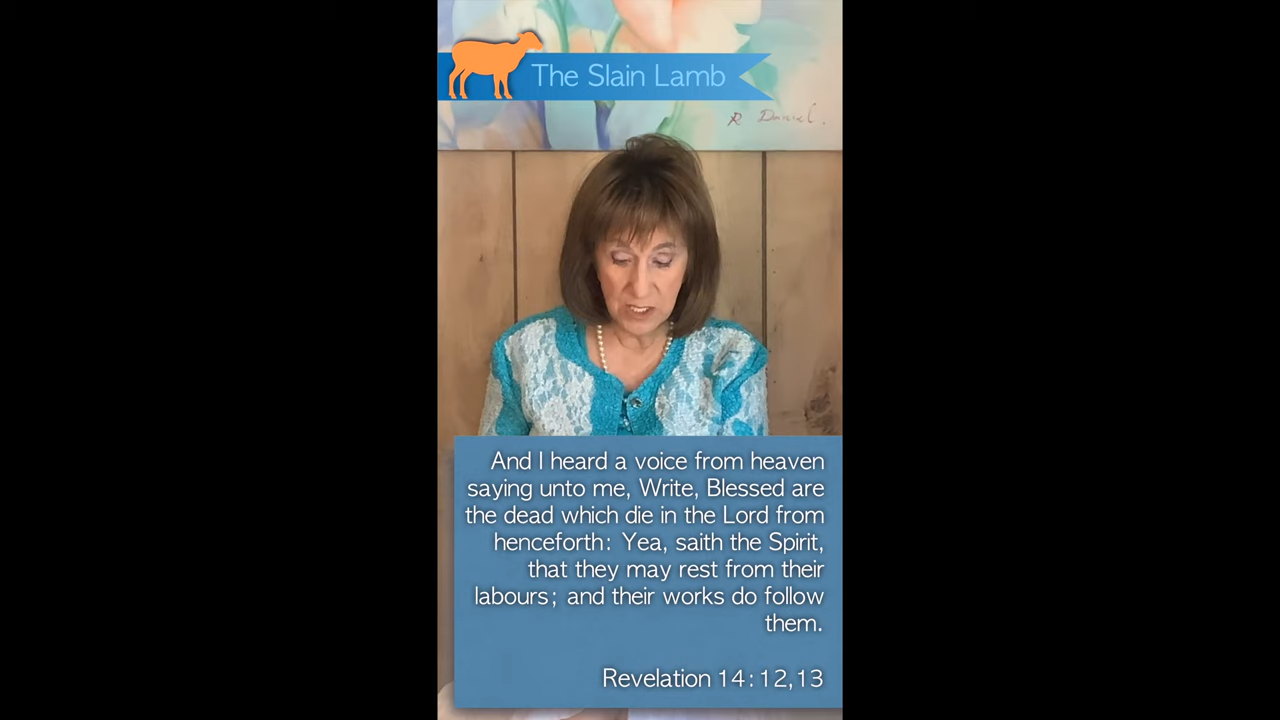 The Slain Lamb
R Daniel.
And I heard a voice from heaven
saying unto me, Write, Blessed are
the dead which die in the Lord from
henceforth: Yea, saith the Spirit,
that they may rest from their
labours; and their works do follow
them.
Revelation 14:12,13